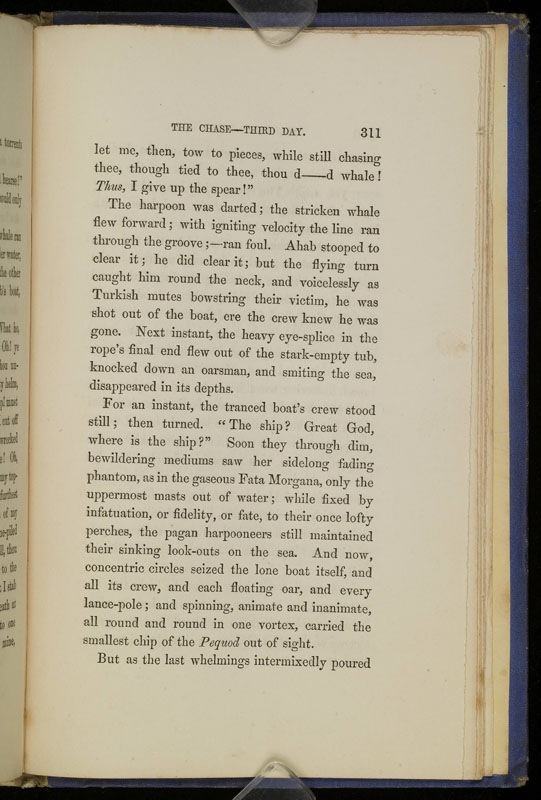 THE CHASE—THIRD DAY. 311
let me, then, tow to pieces, while still chasing
thee, though tied to thee, thou d——d whale!
Thus, I give up the spear!”
The harpoon was darted; the stricken whale
flew forward; with igniting velocity the line ran
through the groove;—ran foul. Ahab stooped to
clear it; he did clear it; but the flying turn
caught him round the neck, and voicelessly as
Turkish mutes bowstring their victim, he was
shot out of the boat, ere the crew knew he was
gone. Next instant, the heavy eye-splice in the
rope’s final end flew out of the stark-empty tub,
knocked down an oarsman, and smiting the sea,
disappeared in its depths.
For an instant, the tranced boat’s crew stood
still; then turned. “The ship? Great God,
where is the ship?” Soon they through dim,
bewildering mediums saw her sidelong fading
phantom, as in the gaseous Fata Morgana, only the
uppermost masts out of water; while fixed by
infatuation, or fidelity, or fate, to their once lofty
perches, the pagan harpooneers still maintained
their sinking look-outs on the sea. And now,
concentric circles seized the lone boat itself, and
all its crew, and each floating oar, and every
lance-pole; and spinning, animate and inanimate,
all round and round in one vortex, carried the
smallest chip of the Pequod out of sight.
But as the last whelmings intermixedly poured